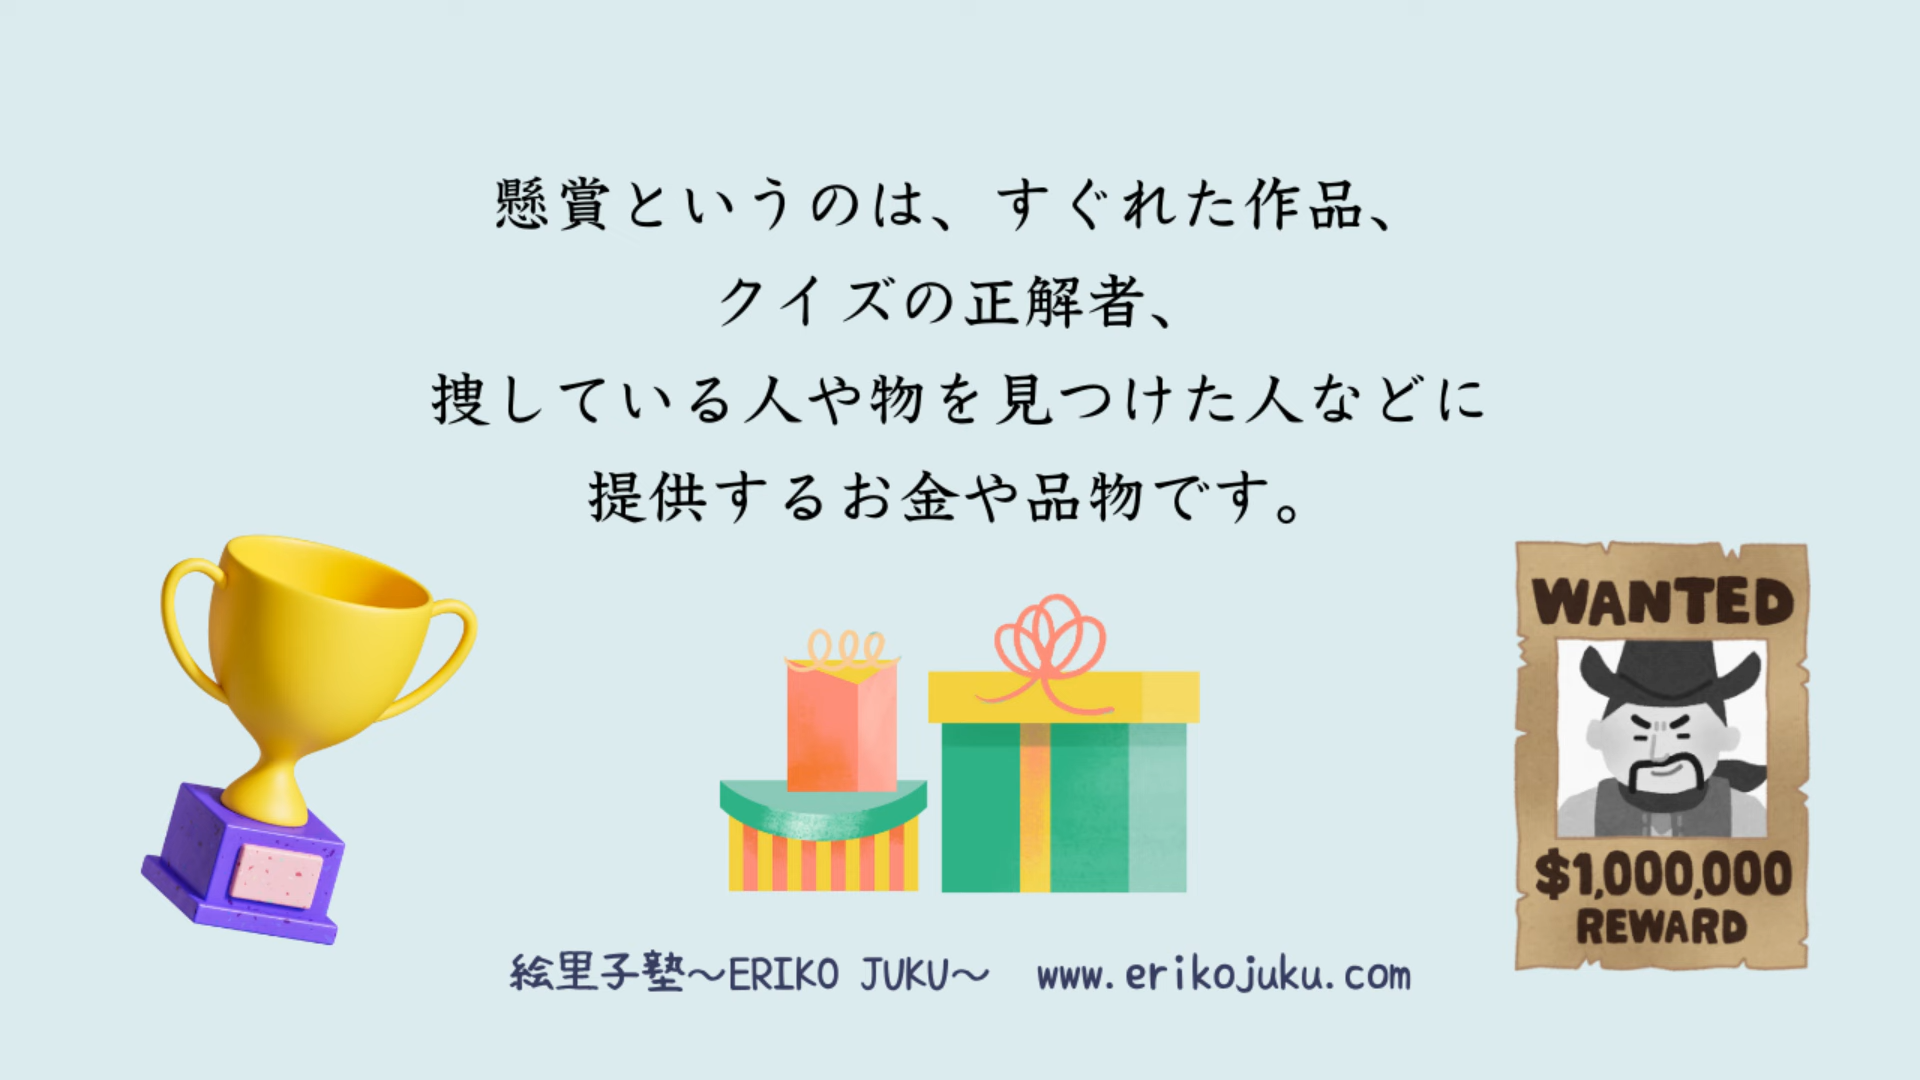 懸賞というのは、すぐれた作品、
クイズの正解者、
捜している人や物を見つけた人などに
提供するお金や品物です。
WANTED
$1,000,000
REWARD
絵里子塾～ERIKO JUKU～　www.erikojuku.com